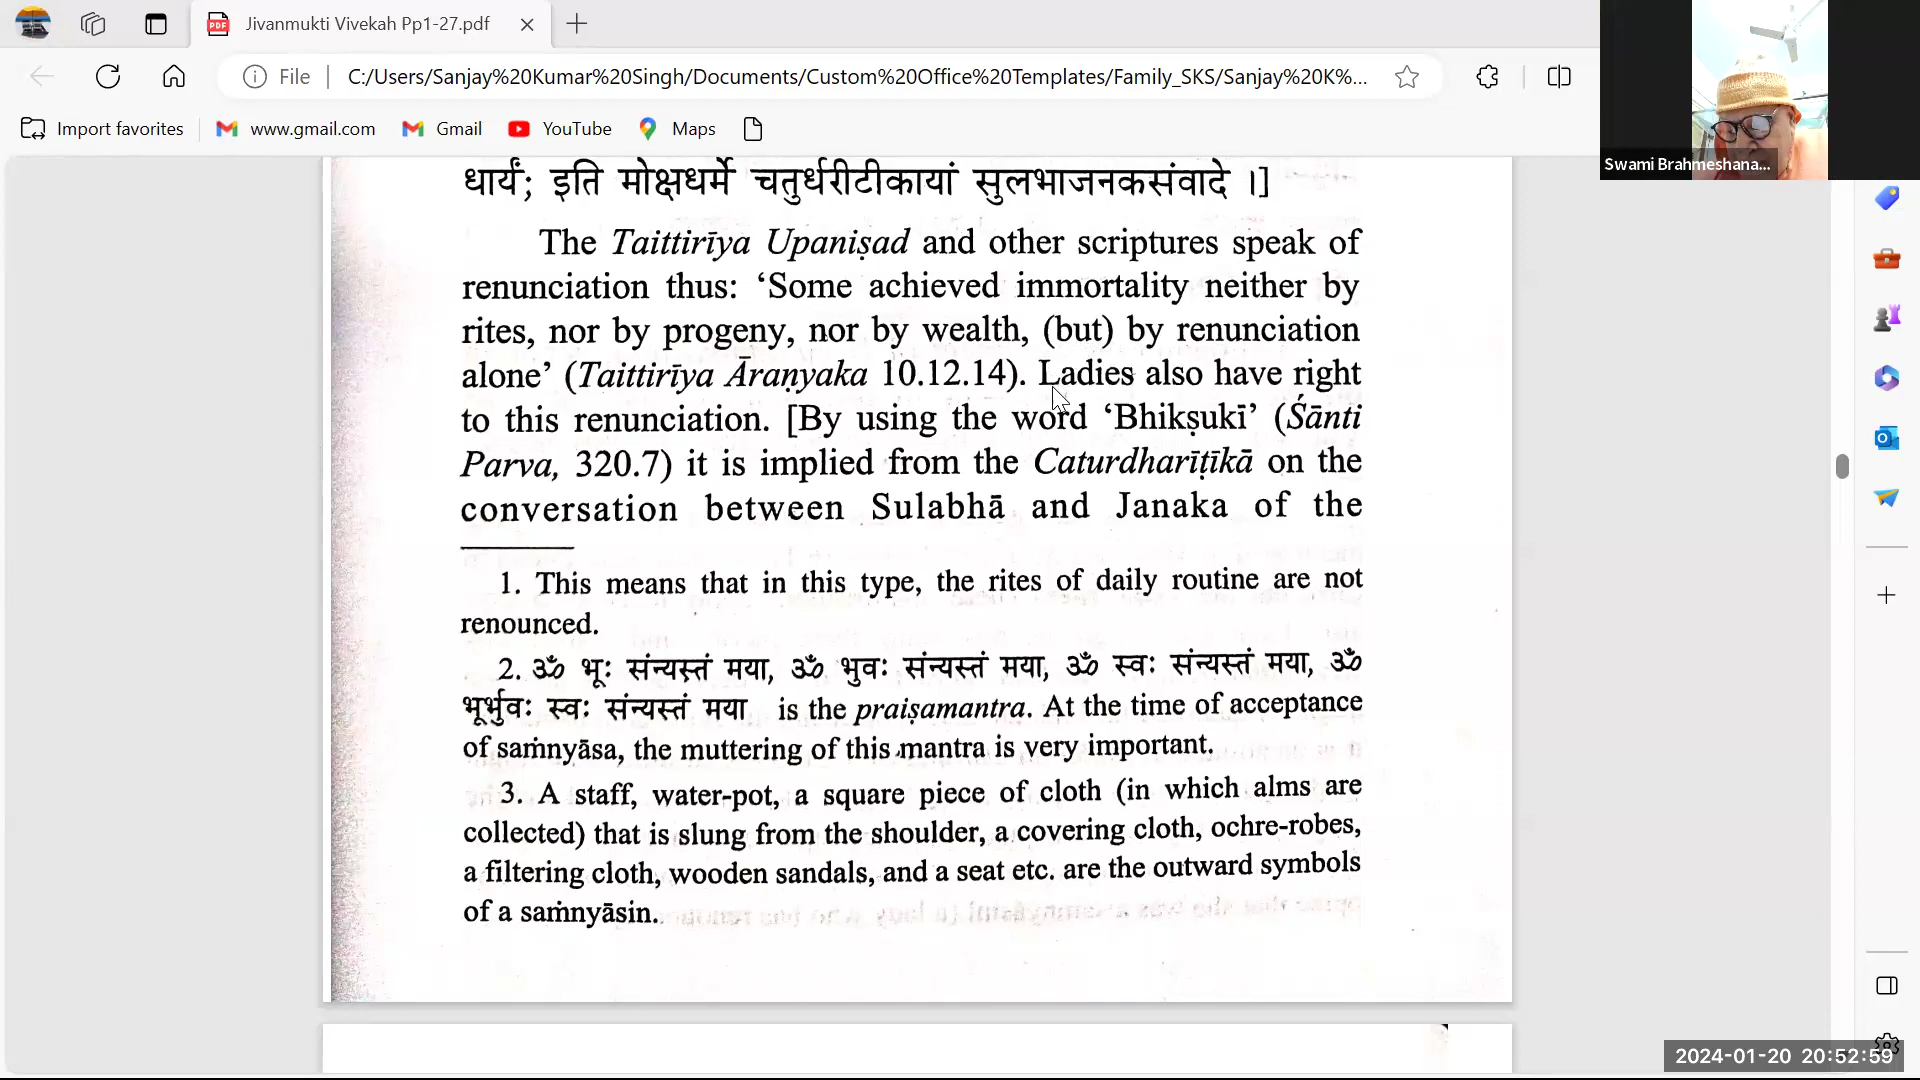 Jivanmukti Vivekah Pp1-27.pdf
File
C:/Users/Sanjay%20Kumar%20Singh/Documents/Custom%20Office%20Templates/Family_SKS/Sanjay%20K%...
Import favorites
www.gmail.com
Gmail
YouTube
Maps
Swami Brahmeshana...
धार्यं; इति मोक्षधर्मे चतुर्धरीटीकायां सुलभाजनकसंवादे ।]
The Taittirīya Upaniṣad and other scriptures speak of
renunciation thus: ‘Some achieved immortality neither by
rites, nor by progeny, nor by wealth, (but) by renunciation
alone’ (Taittirīya Āraṇyaka 10.12.14). Ladies also have right
to this renunciation. [By using the word ‘Bhikṣukī’ (Śānti
Parva, 320.7) it is implied from the Caturdharīṭīkā on the
conversation between Sulabhā and Janaka of the
1. This means that in this type, the rites of daily routine are not
renounced.
2. ॐ भूः संन्यस्तं मया, ॐ भुवः संन्यस्तं मया, ॐ स्वः संन्यस्तं मया, ॐ
भूर्भुवः स्वः संन्यस्तं मया is the praiṣamantra. At the time of acceptance
of saṁnyāsa, the muttering of this mantra is very important.
3. A staff, water-pot, a square piece of cloth (in which alms are
collected) that is slung from the shoulder, a covering cloth, ochre-robes,
a filtering cloth, wooden sandals, and a seat etc. are the outward symbols
of a saṁnyāsin.
2024-01-20 20:52:59